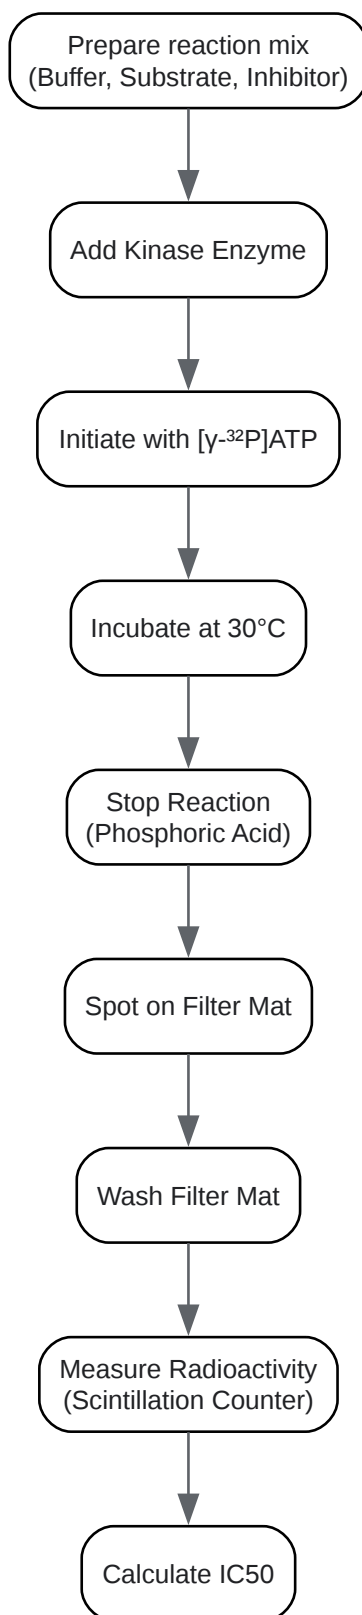 Prepare reaction mix
(Buffer, Substrate, Inhibitor)
Add Kinase Enzyme
Initiate with [γ-³²P]ATP
Incubate at 30°C
Stop Reaction
(Phosphoric Acid)
Spot on Filter Mat
Wash Filter Mat
Measure Radioactivity
(Scintillation Counter)
Calculate IC50